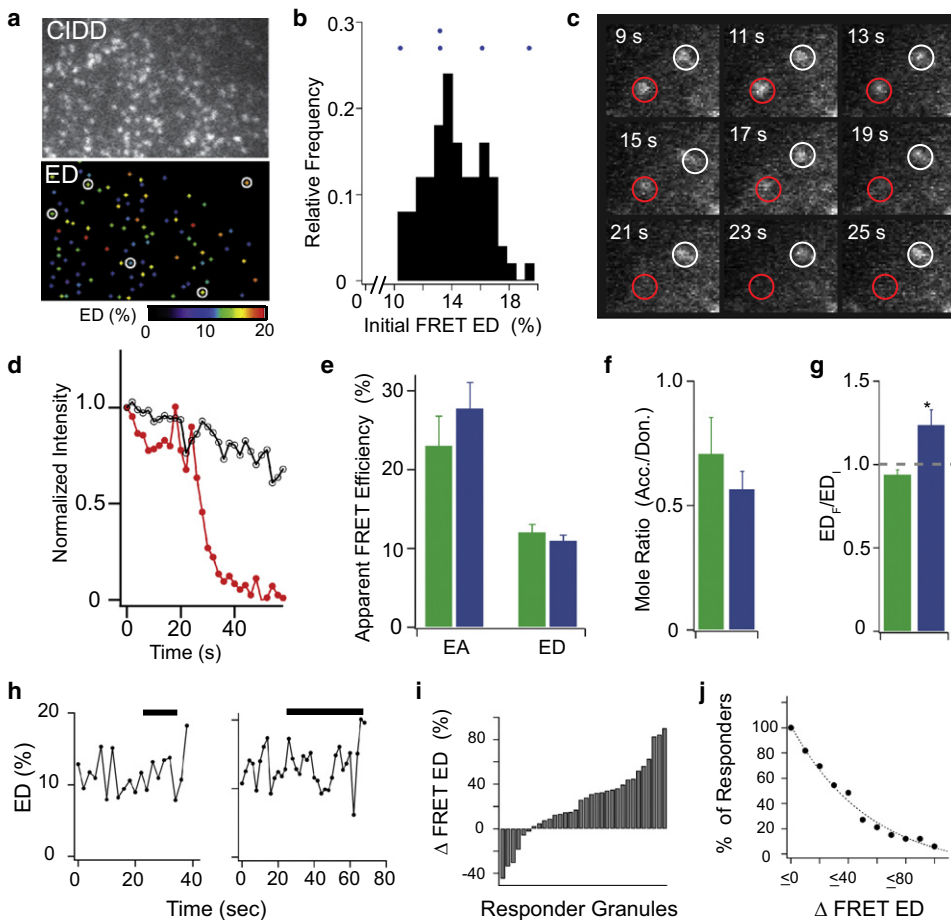 a
CIDD
ED
ED (%)
0 10 20
b
0.3
0.2
0.1
0
Relative Frequency
10 14 18
Initial FRET ED (%)
c
9 s 11 s 13 s
15 s 17 s 19 s
21 s 23 s 25 s
d
1.0
0
Normalized Intensity
0 20 40
Time (s)
e
30
20
10
0
Apparent FRET Efficiency (%)
EA ED
f
1.0
0.5
0
Mole Ratio (Acc./Don.)
g
1.5
1.0
0.5
0
EDF/EDI
*
h
20
10
0
ED (%)
0 20 40
0 20 40 60 80
Time (sec)
i
80
40
0
-40
Δ FRET ED (%)
Responder Granules
j
100
80
60
40
20
0
% of Responders
≤0 ≤40 ≤80
Δ FRET ED